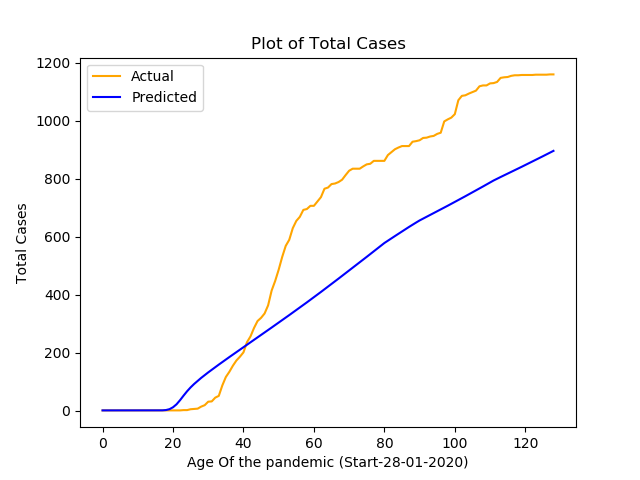 Plot of Total Cases
Actual
Predicted
1200
1000
800
600
400
200
0
Total Cases
0 20 40 60 80 100 120
Age Of the pandemic (Start-28-01-2020)